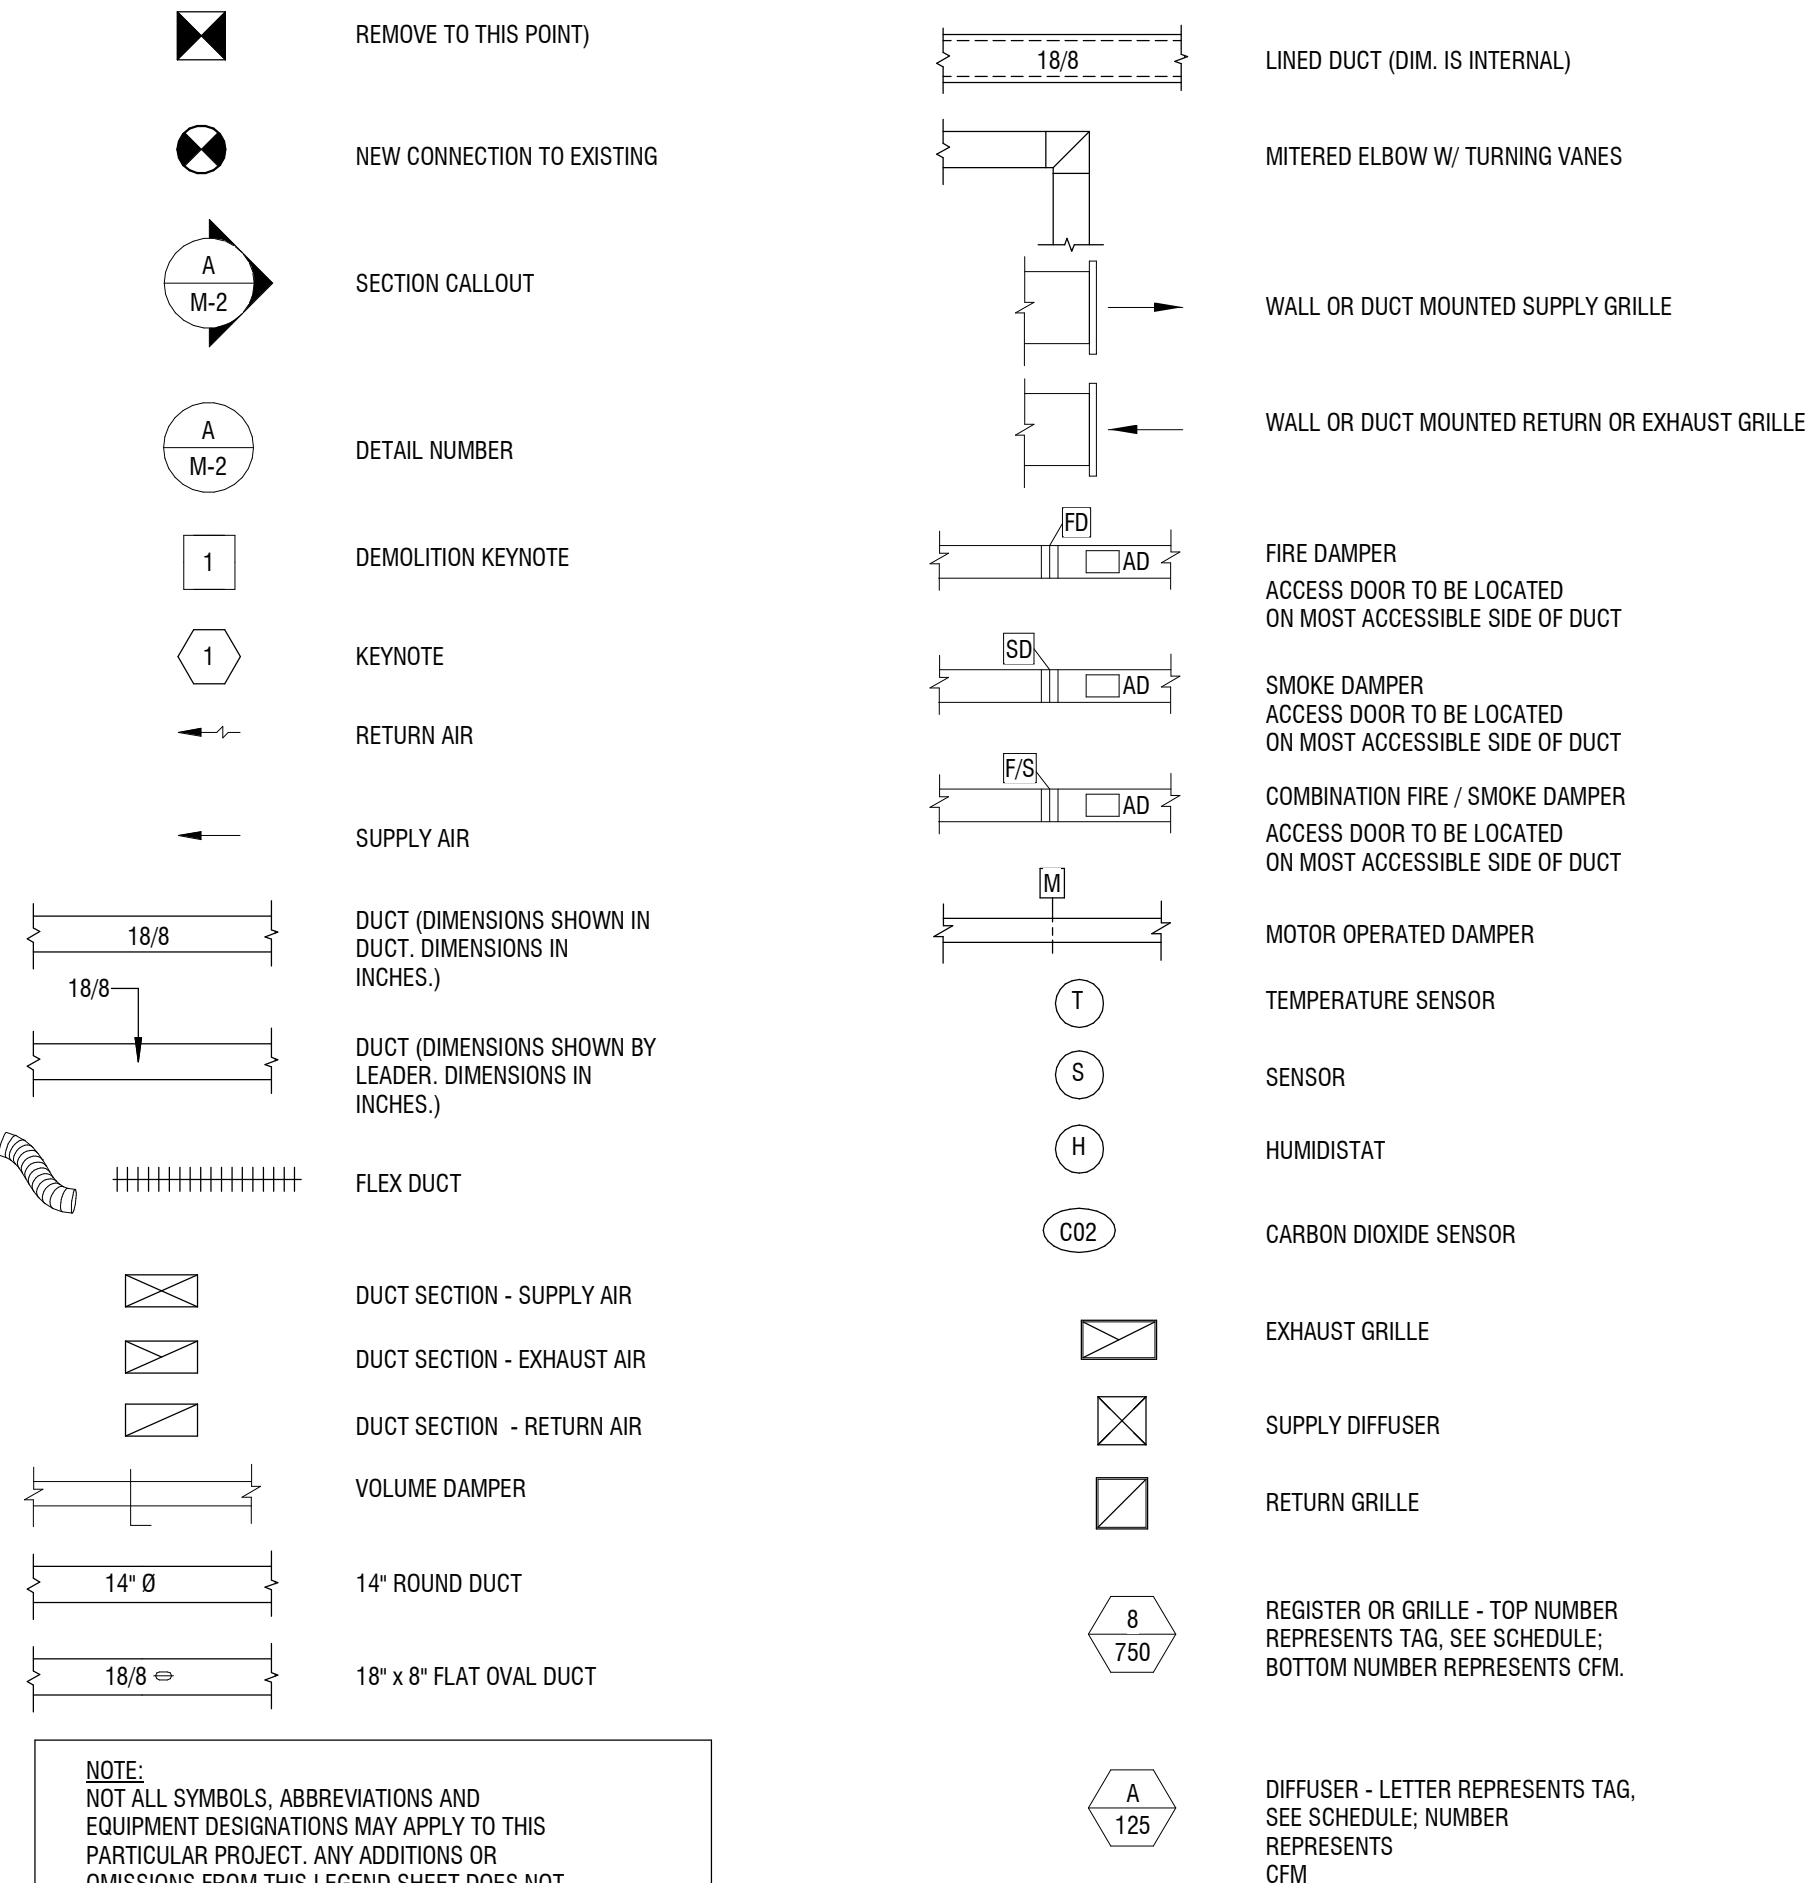 REMOVE TO THIS POINT)
NEW CONNECTION TO EXISTING
A
M-2
SECTION CALLOUT
A
M-2
DETAIL NUMBER
1
DEMOLITION KEYNOTE
1
KEYNOTE
RETURN AIR
SUPPLY AIR
18/8
DUCT (DIMENSIONS SHOWN IN
DUCT. DIMENSIONS IN
INCHES.)
18/8
DUCT (DIMENSIONS SHOWN BY
LEADER. DIMENSIONS IN
INCHES.)
FLEX DUCT
DUCT SECTION - SUPPLY AIR
DUCT SECTION - EXHAUST AIR
DUCT SECTION - RETURN AIR
VOLUME DAMPER
14" Ø
14" ROUND DUCT
18/8
18" x 8" FLAT OVAL DUCT
NOTE:
NOT ALL SYMBOLS, ABBREVIATIONS AND
EQUIPMENT DESIGNATIONS MAY APPLY TO THIS
PARTICULAR PROJECT. ANY ADDITIONS OR
OMISSIONS FROM THIS LEGEND SHEET DOES NOT
18/8
LINED DUCT (DIM. IS INTERNAL)
MITERED ELBOW W/ TURNING VANES
WALL OR DUCT MOUNTED SUPPLY GRILLE
WALL OR DUCT MOUNTED RETURN OR EXHAUST GRILLE
FD
AD
FIRE DAMPER
ACCESS DOOR TO BE LOCATED
ON MOST ACCESSIBLE SIDE OF DUCT
SD
AD
SMOKE DAMPER
ACCESS DOOR TO BE LOCATED
ON MOST ACCESSIBLE SIDE OF DUCT
F/S
AD
COMBINATION FIRE / SMOKE DAMPER
ACCESS DOOR TO BE LOCATED
ON MOST ACCESSIBLE SIDE OF DUCT
M
MOTOR OPERATED DAMPER
T
TEMPERATURE SENSOR
S
SENSOR
H
HUMIDISTAT
C02
CARBON DIOXIDE SENSOR
EXHAUST GRILLE
SUPPLY DIFFUSER
RETURN GRILLE
8
750
REGISTER OR GRILLE - TOP NUMBER
REPRESENTS TAG, SEE SCHEDULE;
BOTTOM NUMBER REPRESENTS CFM.
A
125
DIFFUSER - LETTER REPRESENTS TAG,
SEE SCHEDULE; NUMBER
REPRESENTS
CFM